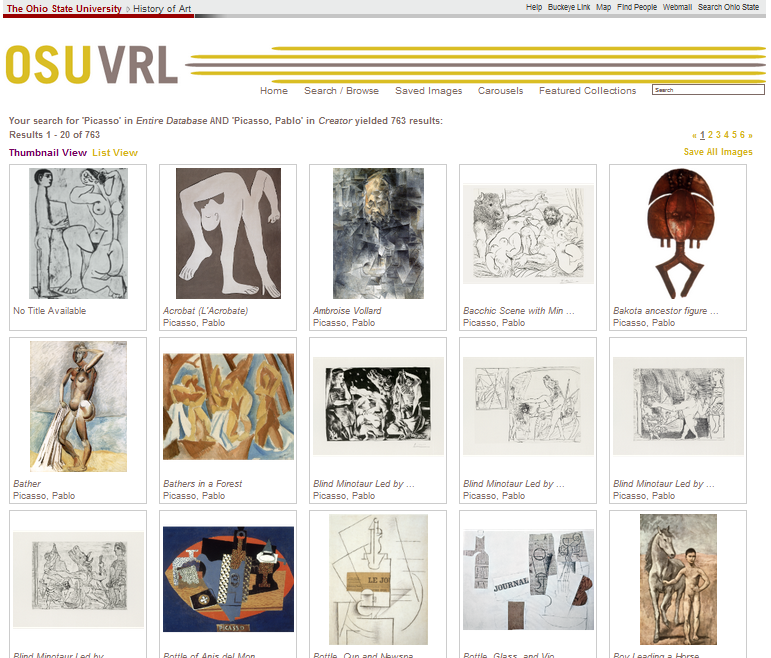 The Ohio State University History of Art
Help Buckeye Link Map Find People Webmail Search Ohio State
OSUVRL
Home Search / Browse Saved Images Carousels Featured Collections Search
Your search for 'Picasso' in Entire Database AND 'Picasso, Pablo' in Creator yielded 763 results:
Results 1 - 20 of 763
« 1 2 3 4 5 6 »
Thumbnail View List View
Save All Images
No Title Available
Acrobat (L'Acrobate)
Picasso, Pablo
Ambroise Vollard
Picasso, Pablo
Bacchic Scene with Min ...
Picasso, Pablo
Bakota ancestor figure ...
Picasso, Pablo
Bather
Picasso, Pablo
Bathers in a Forest
Picasso, Pablo
Blind Minotaur Led by ...
Picasso, Pablo
Blind Minotaur Led by ...
Picasso, Pablo
Blind Minotaur Led by ...
Picasso, Pablo
PICASSO
LE JO
JOURNAL
Blind Minotaur Led by
Bottle of Anis del Mon
Bottle, Cup and Newspa
Bottle, Glass, and Vio
Boy Leading a Horse